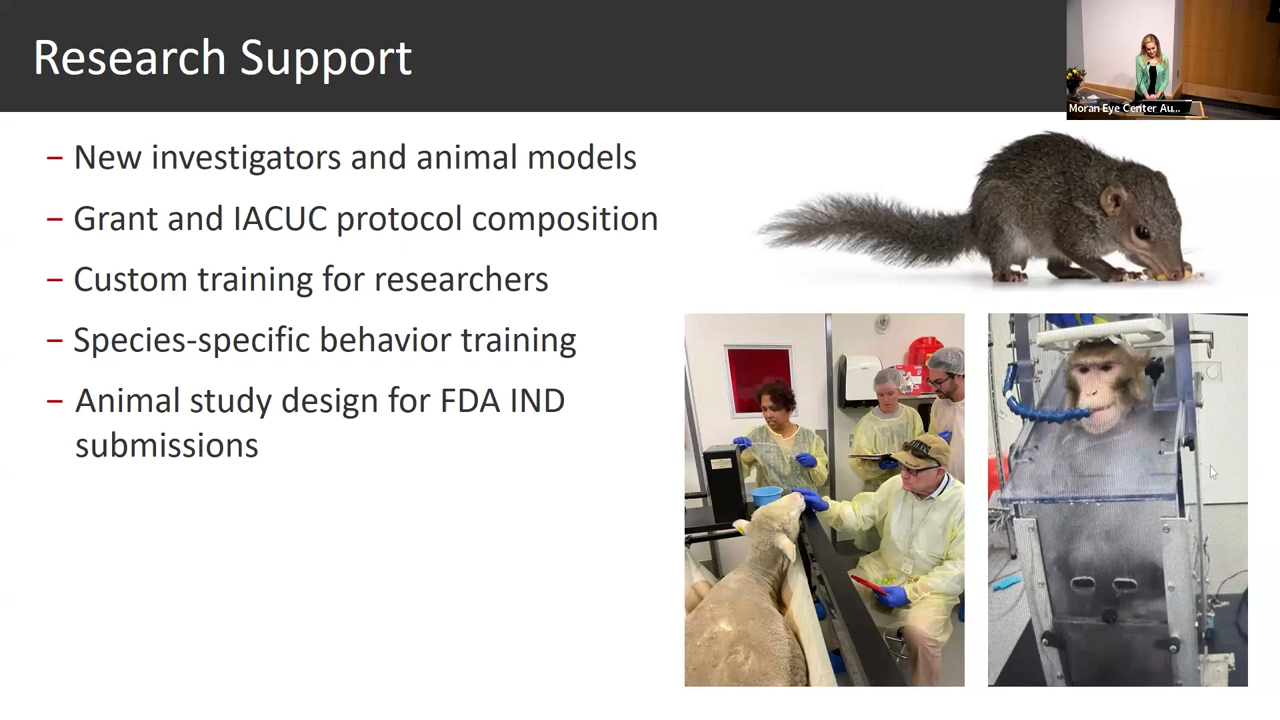 Research Support
Moran Eye Center Au...
– New investigators and animal models
– Grant and IACUC protocol composition
– Custom training for researchers
– Species-specific behavior training
– Animal study design for FDA IND
submissions